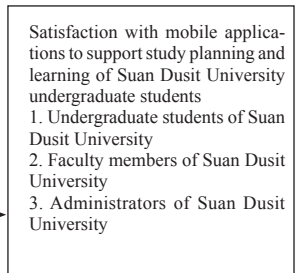 Satisfaction with mobile applica-
tions to support study planning and
learning of Suan Dusit University
undergraduate students
1. Undergraduate students of Suan
Dusit University
2. Faculty members of Suan Dusit
University
3. Administrators of Suan Dusit
University